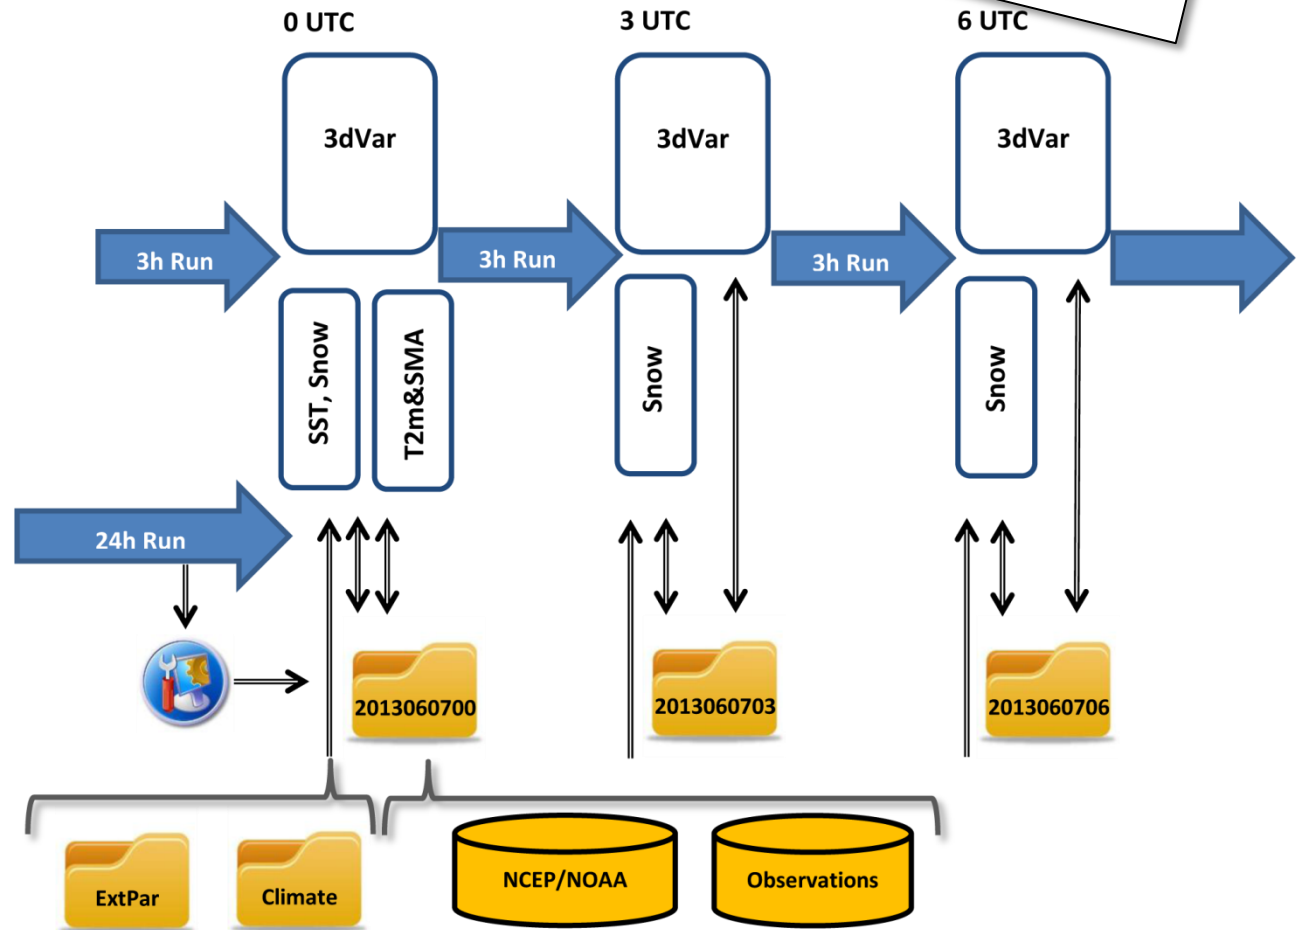 0 UTC
3 UTC
6 UTC
3dVar
3dVar
3dVar
3h Run
3h Run
3h Run
SST, Snow
T2m&SMA
Snow
Snow
24h Run
2013060700
2013060703
2013060706
ExtPar
Climate
NCEP/NOAA
Observations